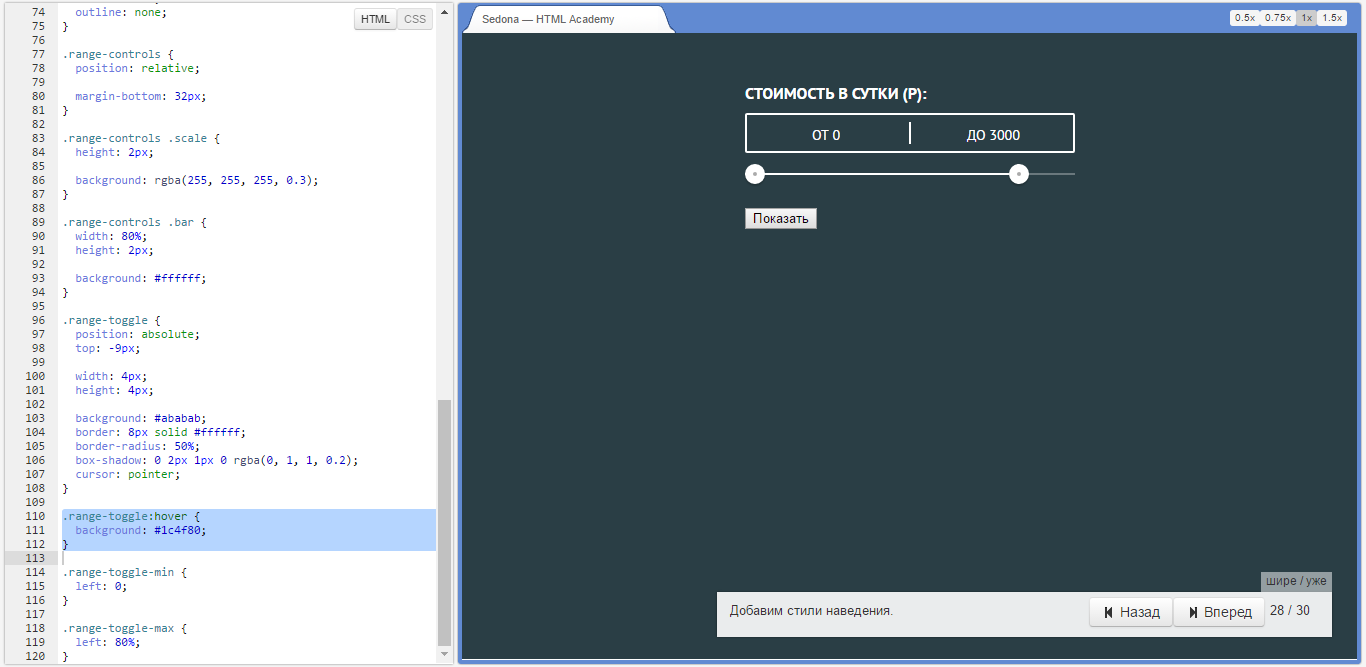 74 outline: none;
75 }
76
77 .range-controls {
78 position: relative;
79
80 margin-bottom: 32px;
81 }
82
83 .range-controls .scale {
84 height: 2px;
85
86 background: rgba(255, 255, 255, 0.3);
87 }
88
89 .range-controls .bar {
90 width: 80%;
91 height: 2px;
92
93 background: #ffffff;
94 }
95
96 .range-toggle {
97 position: absolute;
98 top: -9px;
99
100 width: 4px;
101 height: 4px;
102
103 background: #ababab;
104 border: 8px solid #ffffff;
105 border-radius: 50%;
106 box-shadow: 0 2px 1px 0 rgba(0, 1, 1, 0.2);
107 cursor: pointer;
108 }
109
110 .range-toggle:hover {
111 background: #1c4f80;
112 }
113
114 .range-toggle-min {
115 left: 0;
116 }
117
118 .range-toggle-max {
119 left: 80%;
120 }
HTML CSS
Sedona — HTML Academy
0.5x 0.75x 1x 1.5x
СТОИМОСТЬ В СУТКИ (Р):
ОТ 0 ДО 3000
Показать
шире / уже
Добавим стили наведения.
Назад Вперед 28 / 30